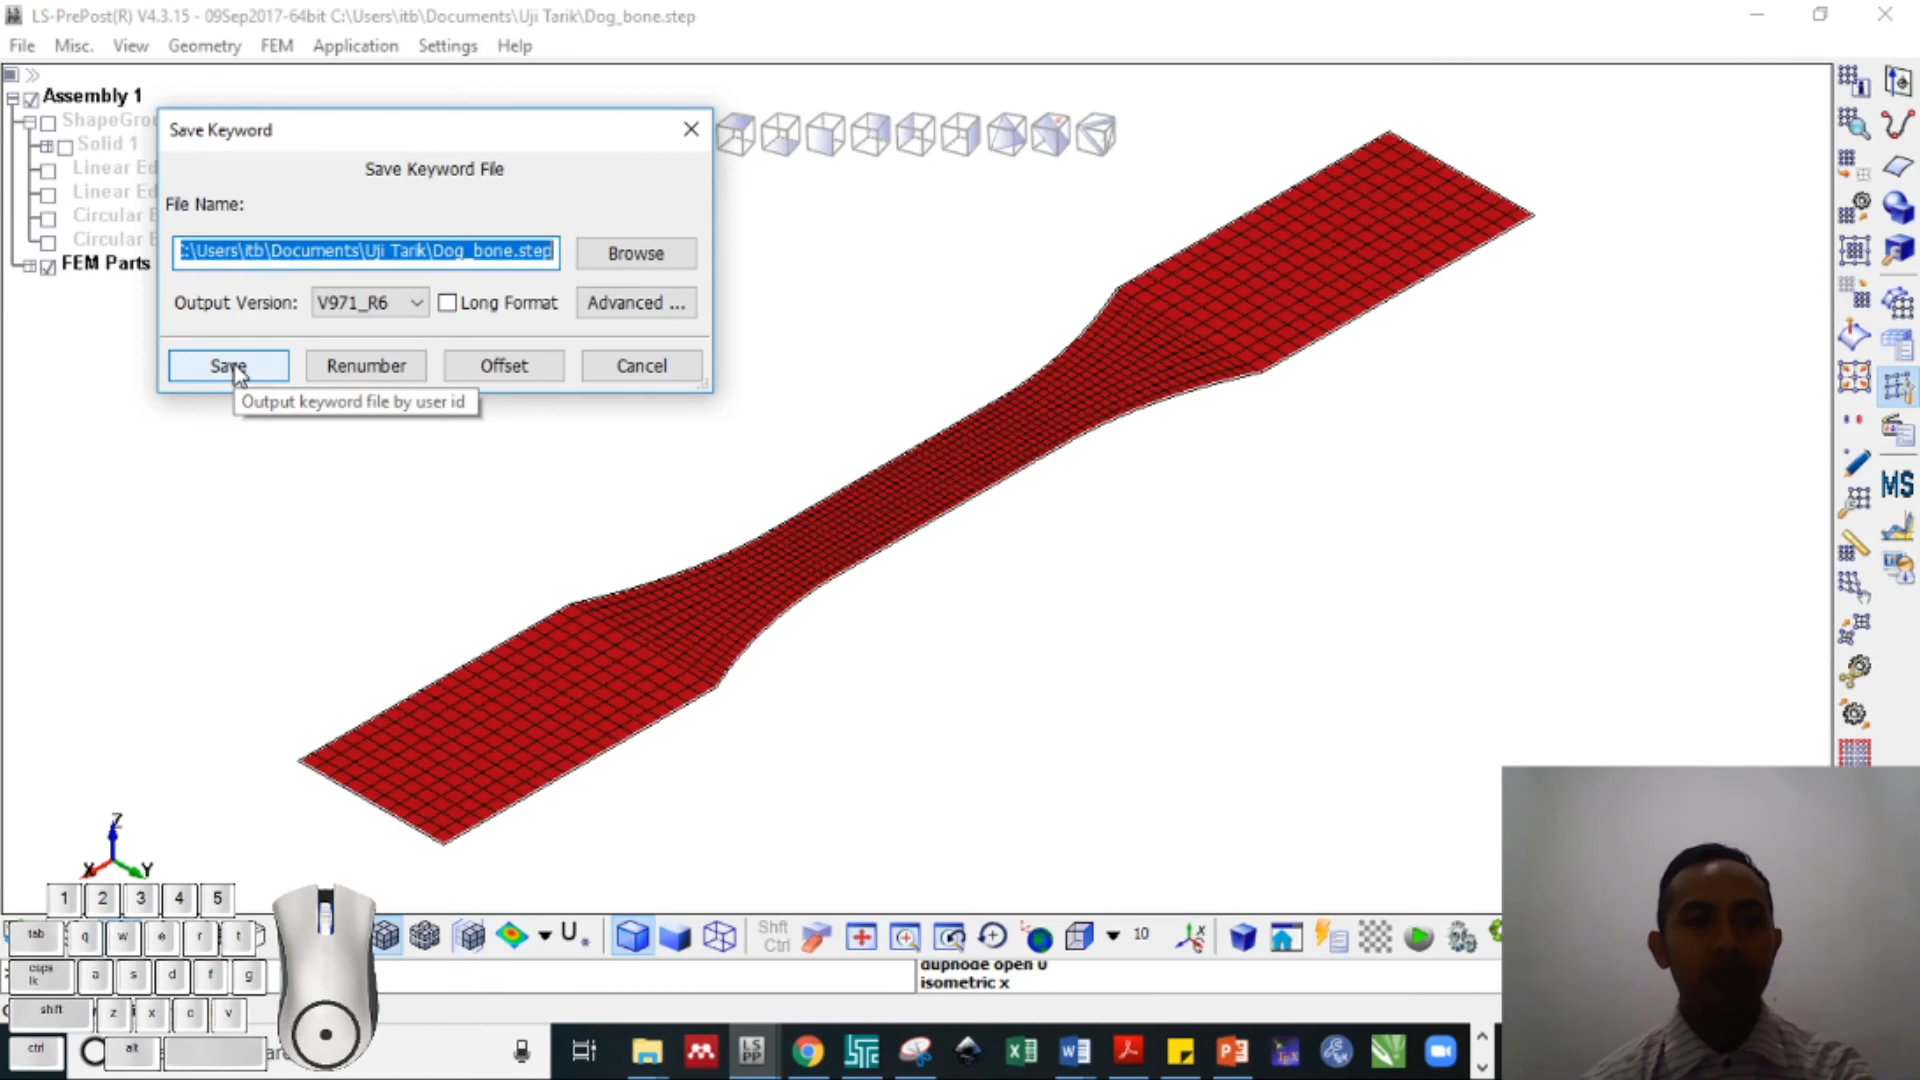 LS-PrePost(R) V4.3.15 - 09Sep2017-64bit C:\Users\itb\Documents\Uji Tarik\Dog_bone.step
File Misc. View Geometry FEM Application Settings Help
Assembly 1
ShapeGrou
Solid 1
Linear Ed
Linear Ed
Circular E
Circular E
FEM Parts
Save Keyword
Save Keyword File
File Name:
:\Users\itb\Documents\Uji Tarik\Dog_bone.step
Browse
Output Version:
V971_R6
Long Format
Advanced ...
Save
Renumber
Offset
Cancel
Output keyword file by user id
MS
Z
X
Y
1 2 3 4 5
tab q w e r t
caps lk a s d f g
shift z x c v
ctrl alt
Shft
Ctrl
10
dupnode open 0
isometric x
LS
PP